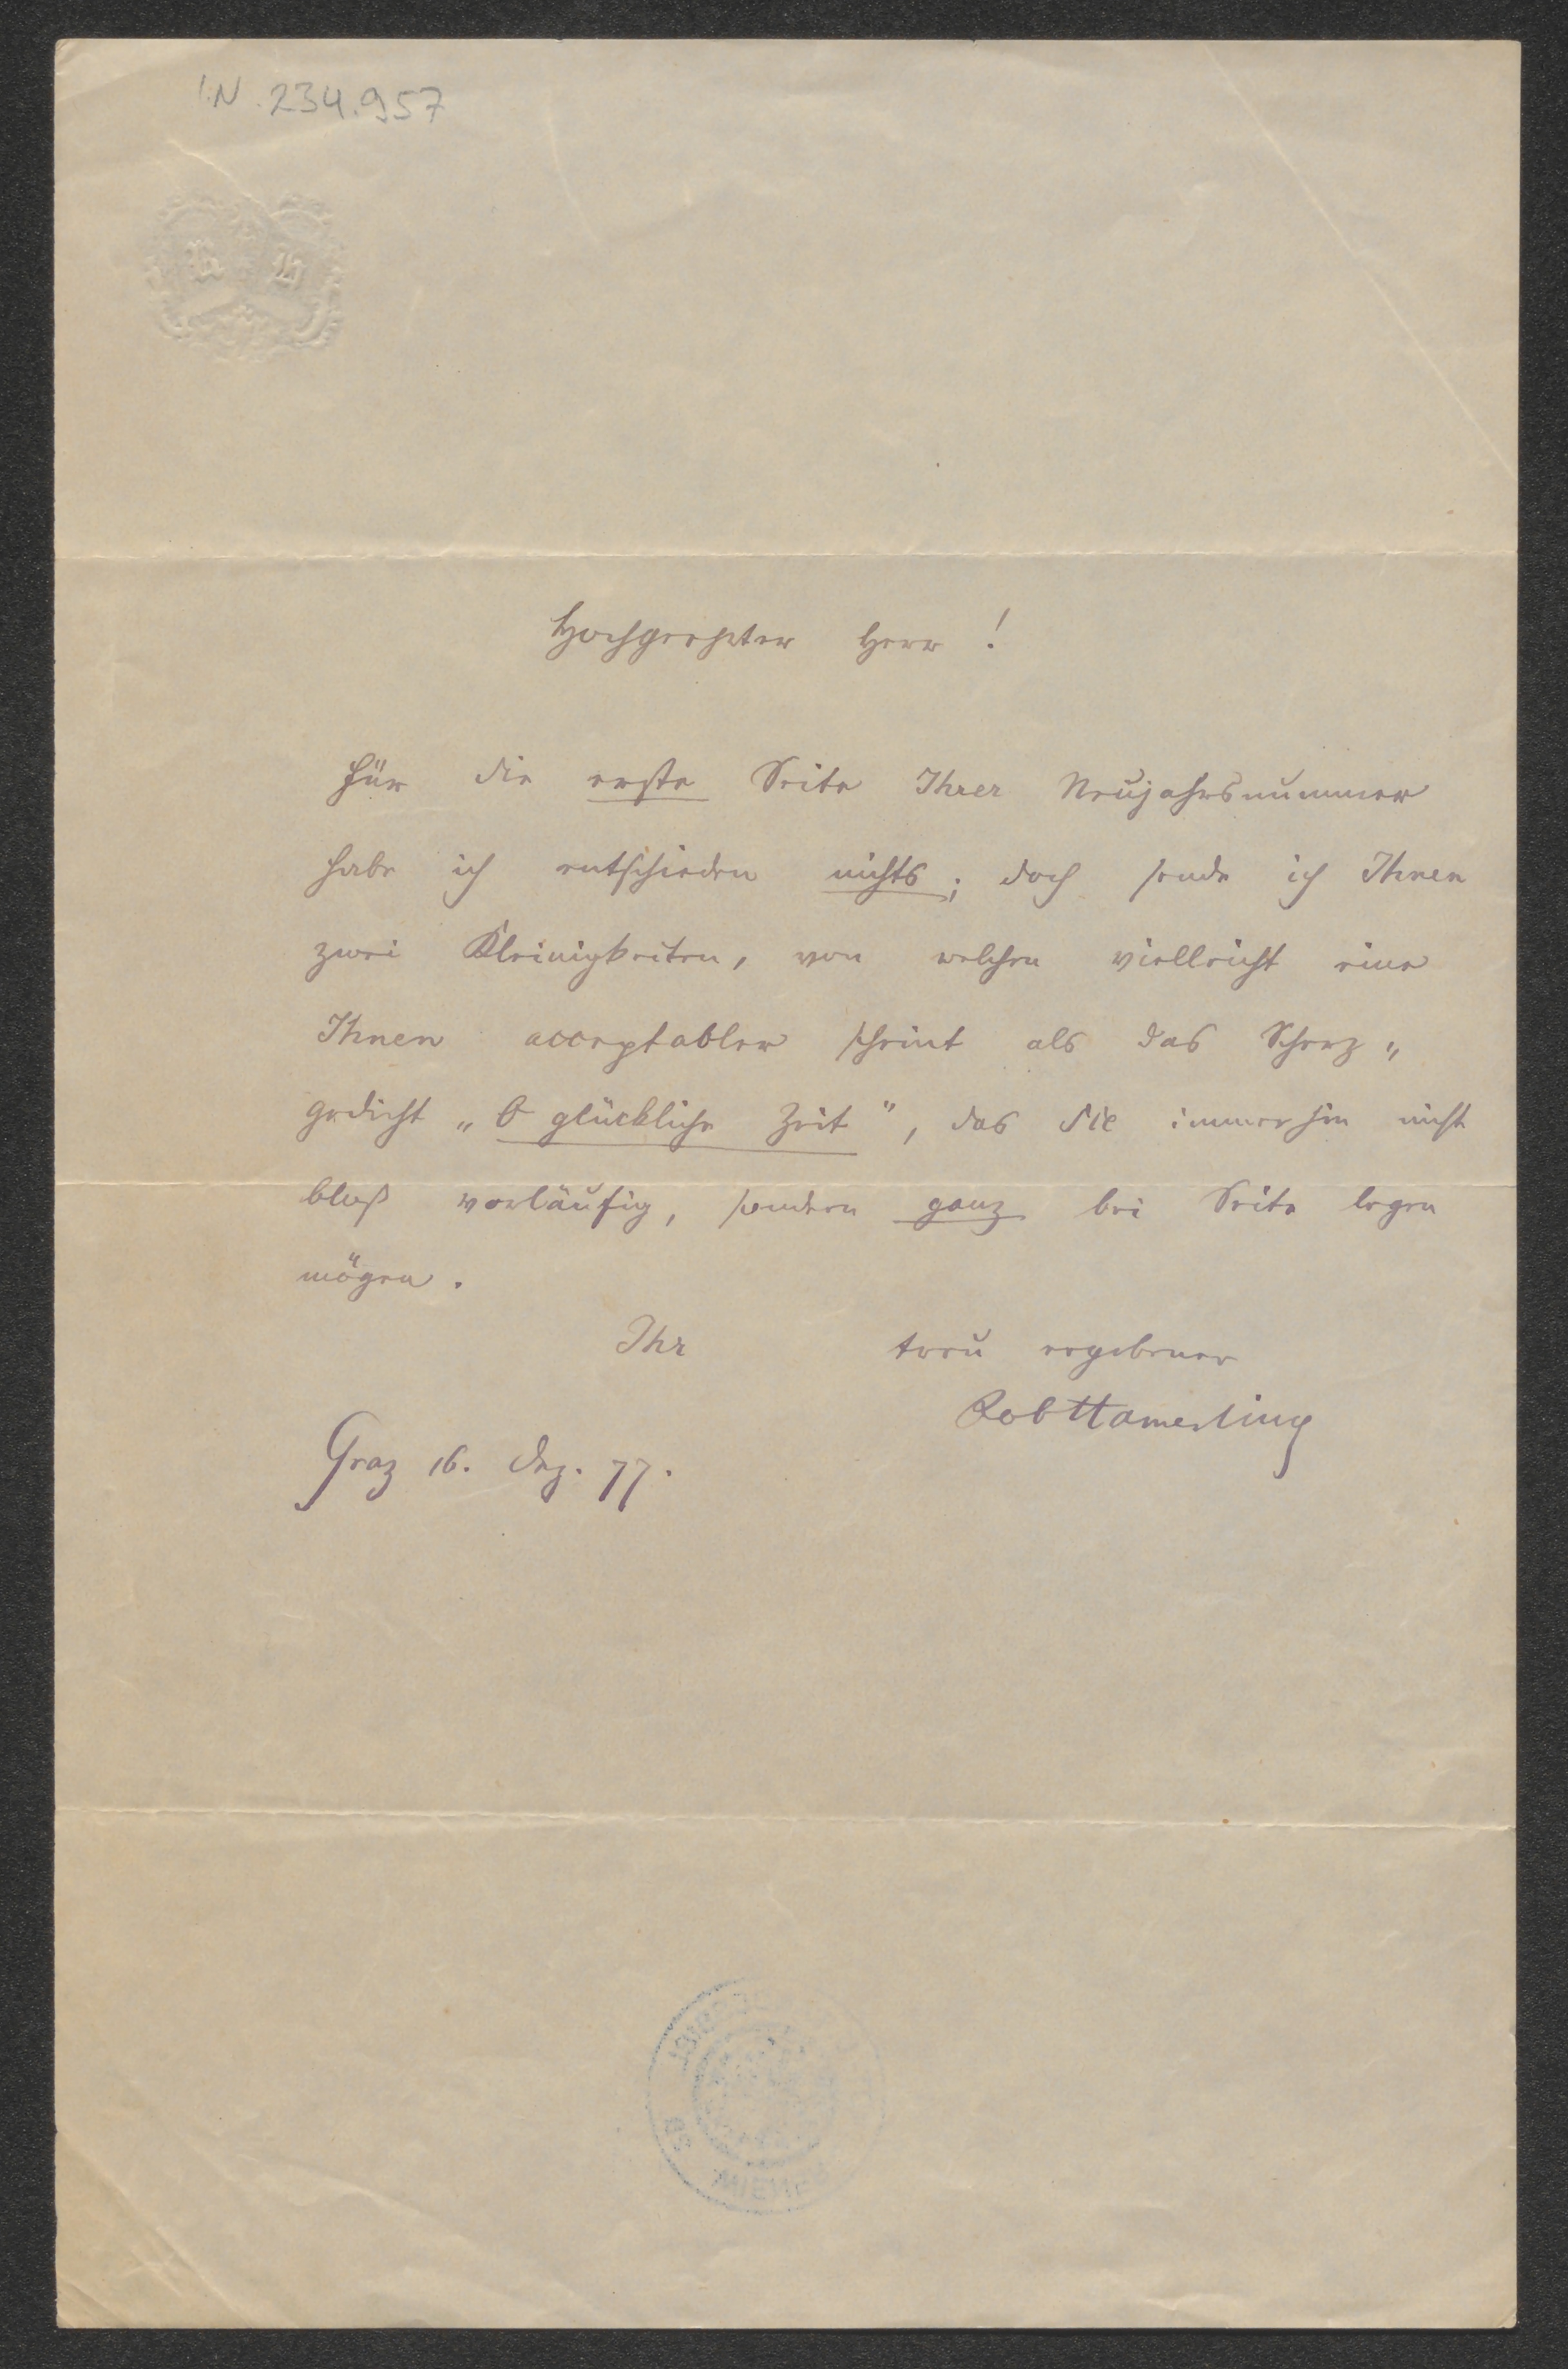 I.N. 234.957
Hochgeehrter Herr!
Für die erste Seite Ihrer Neujahrsnummer
habe ich entschieden nichts; doch sende ich Ihnen
zwei Kleinigkeiten, von welchen vielleicht eine
Ihnen acceptabler scheint als das Scherz„
gedicht „O glückliche Zeit", das Sie immerhin nicht
bloß vorläufig, sondern ganz bei Seite legen
mögen.
Ihr treu ergebener
RobHamerling
Graz 16. Dez. 77.
WIEN